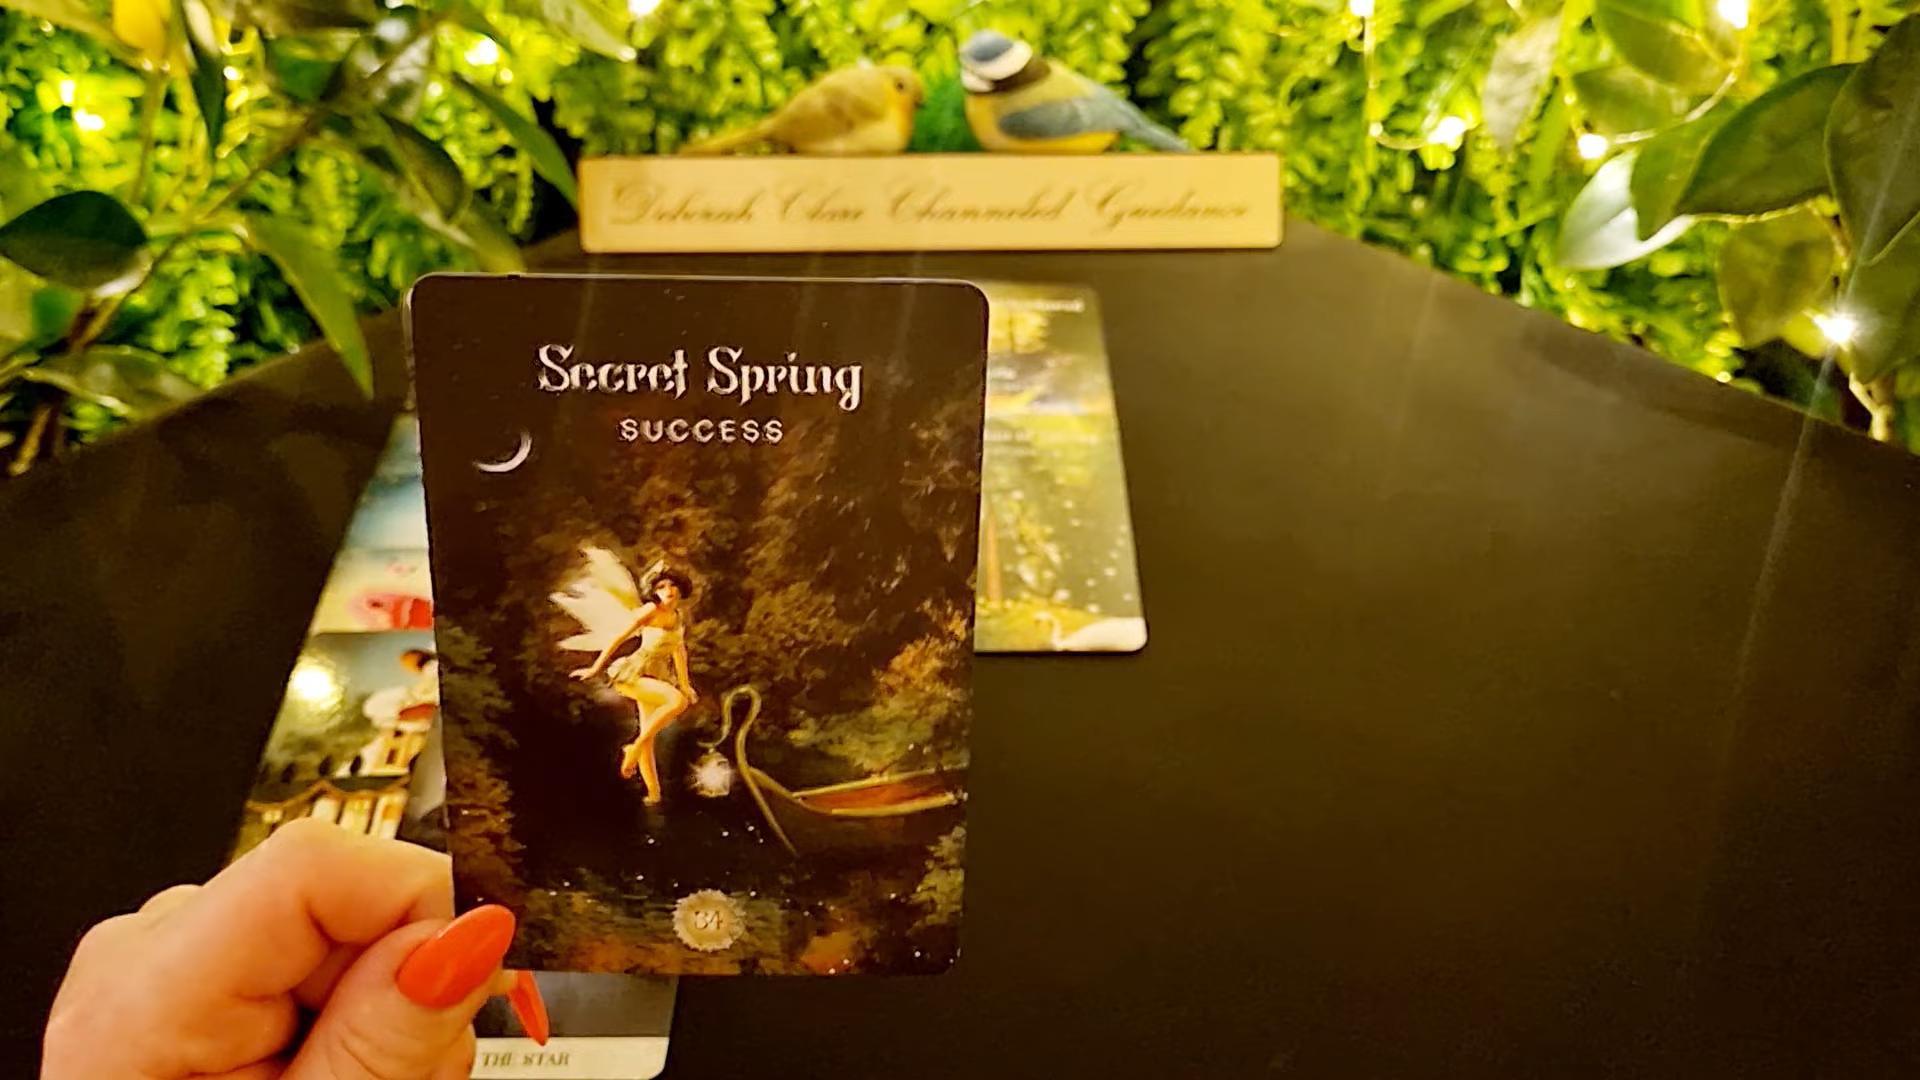 Deborah Clare Channeled Guidance
Secret Spring
SUCCESS
34
THE STAR